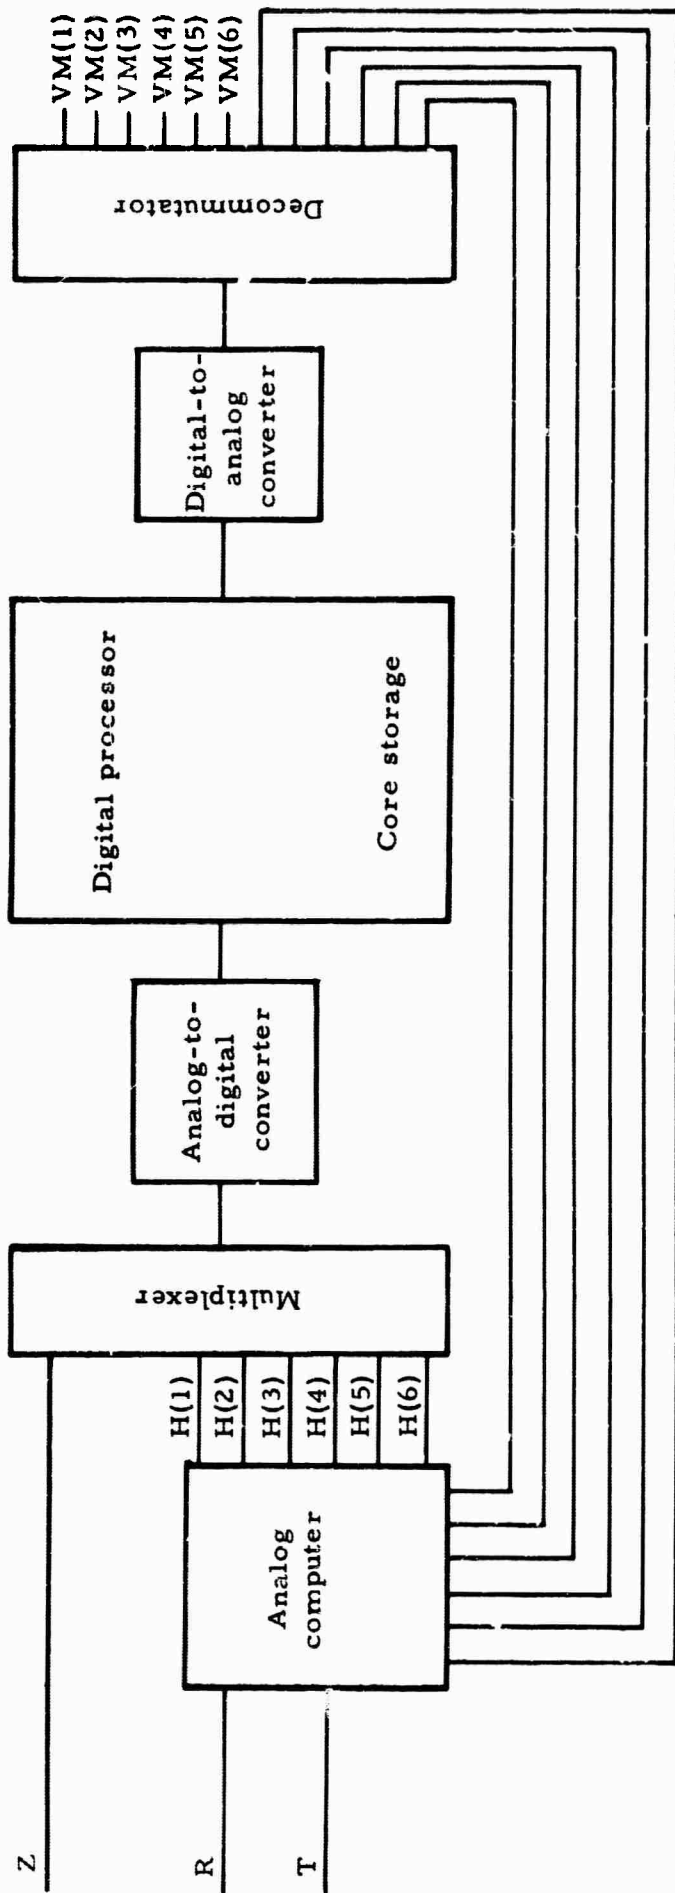 Z
R
T
Analog
computer
H(1)
H(2)
H(3)
H(4)
H(5)
H(6)
Multiplexer
Analog-to-
digital
converter
Digital processor
Core storage
Digital-to-
analog
converter
Decommutator
VM(1)
VM(2)
VM(3)
VM(4)
VM(5)
VM(6)